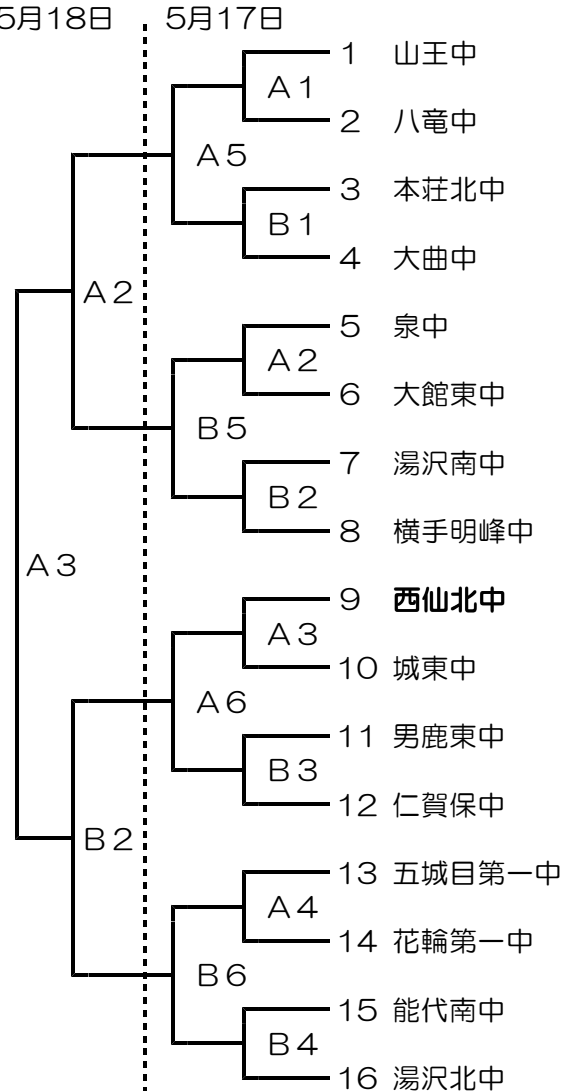 5月18日 5月17日
1 山王中
A1
2 八竜中
A5
3 本荘北中
B1
4 大曲中
A2
5 泉中
A2
6 大館東中
B5
7 湯沢南中
B2
8 横手明峰中
A3
9 西仙北中
A3
10 城東中
A6
11 男鹿東中
B3
12 仁賀保中
B2
13 五城目第一中
A4
14 花輪第一中
B6
15 能代南中
B4
16 湯沢北中